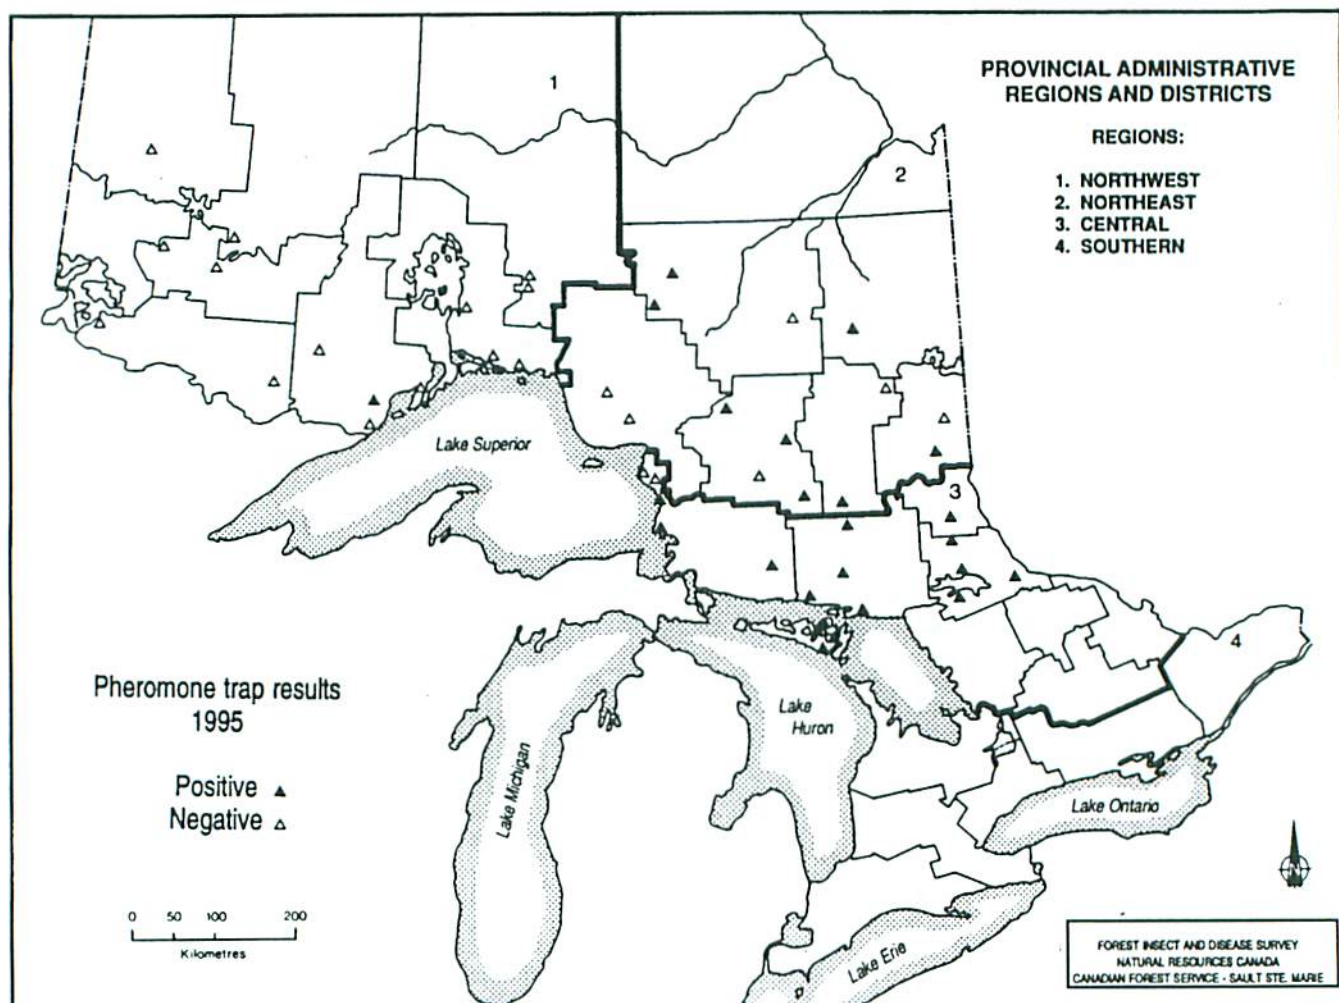 PROVINCIAL ADMINISTRATIVE
REGIONS AND DISTRICTS
REGIONS:
1. NORTHWEST
2. NORTHEAST
3. CENTRAL
4. SOUTHERN
1
2
3
4
Lake Superior
Lake Michigan
Lake
Huron
Lake Ontario
Lake Erie
Pheromone trap results
1995
Positive ▲
Negative △
0 50 100 200
Kilometres
FOREST INSECT AND DISEASE SURVEY
NATURAL RESOURCES CANADA
CANADIAN FOREST SERVICE - SAULT STE. MARIE